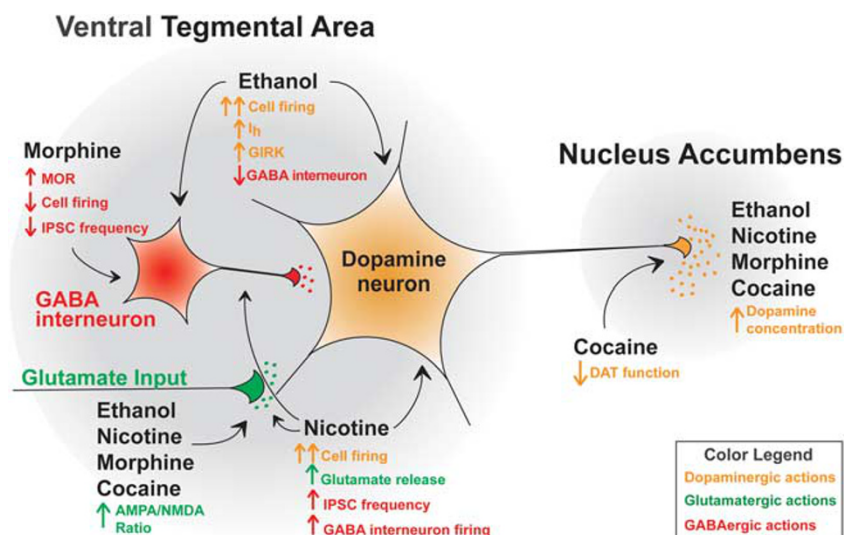 Ventral Tegmental Area
Ethanol
↑↑ Cell firing
↑ Ih
↑ GIRK
↓ GABA interneuron
Morphine
↑ MOR
↓ Cell firing
↓ IPSC frequency
GABA
interneuron
Dopamine
neuron
Nucleus Accumbens
Ethanol
Nicotine
Morphine
Cocaine
↑ Dopamine
concentration
Cocaine
↓ DAT function
Glutamate Input
Ethanol
Nicotine
Morphine
Cocaine
↑ AMPA/NMDA
Ratio
Nicotine
↑↑ Cell firing
↑ Glutamate release
↑ IPSC frequency
↑ GABA interneuron firing
Color Legend
Dopaminergic actions
Glutamatergic actions
GABAergic actions